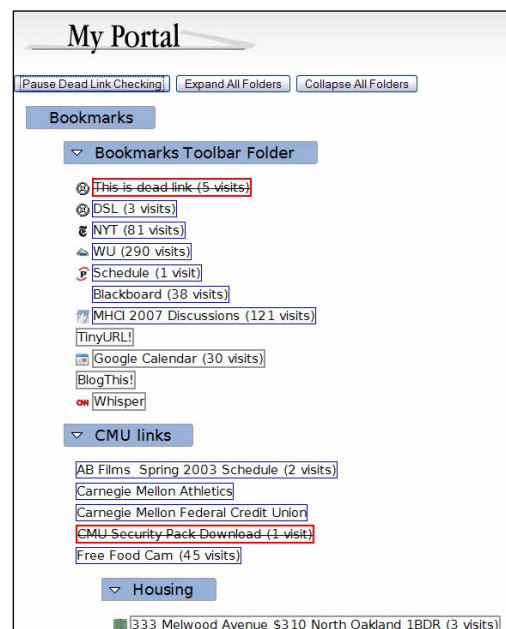 My Portal
Pause Dead Link Checking Expand All Folders Collapse All Folders
Bookmarks
Bookmarks Toolbar Folder
This is dead link (5 visits)
DSL (3 visits)
NYT (81 visits)
WU (290 visits)
Schedule (1 visit)
Blackboard (38 visits)
MHCI 2007 Discussions (121 visits)
TinyURL!
Google Calendar (30 visits)
BlogThis!
CNN Whisper
CMU links
AB Films Spring 2003 Schedule (2 visits)
Carnegie Mellon Athletics
Carnegie Mellon Federal Credit Union
CMU Security Pack Download (1 visit)
Free Food Cam (45 visits)
Housing
333 Melwood Avenue $310 North Oakland 1BDR (3 visits)